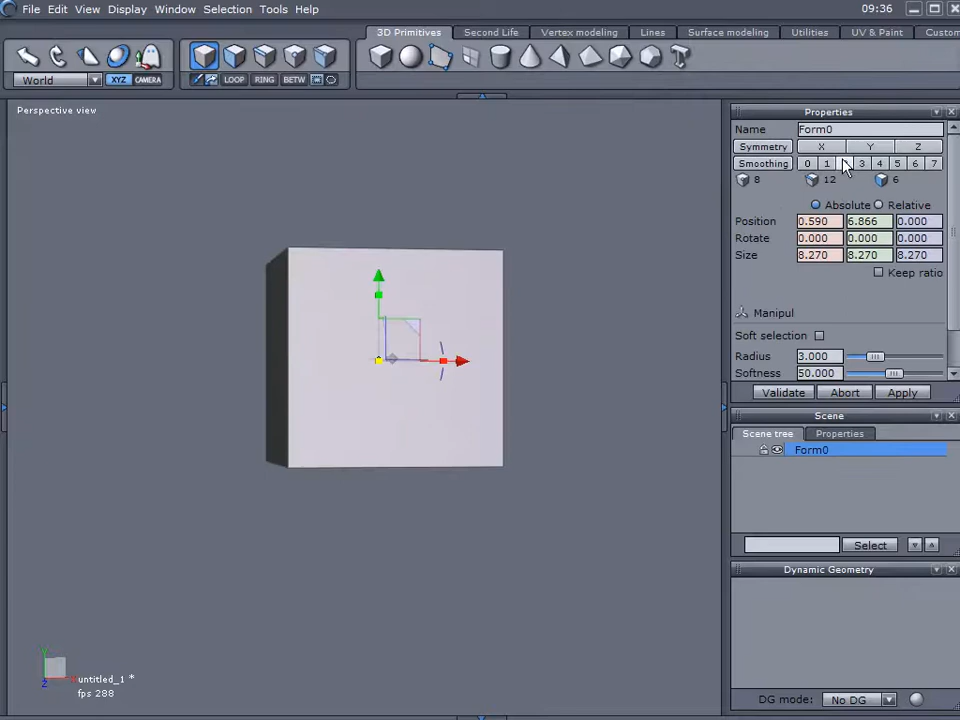 File Edit View Display Window Selection Tools Help 09:36
3D Primitives Second Life Vertex modeling Lines Surface modeling Utilities UV & Paint Custom
World XYZ CAMERA LOOP RING BETW
Perspective view
Properties
Name Form0
Symmetry X Y Z
Smoothing 0 1 3 4 5 6 7
8 12 6
Absolute Relative
Position 0.590 6.866 0.000
Rotate 0.000 0.000 0.000
Size 8.270 8.270 8.270
Keep ratio
Manipul
Soft selection
Radius 3.000
Softness 50.000
Validate Abort Apply
Scene
Scene tree Properties
Form0
Select
Dynamic Geometry
DG mode: No DG
Y
Z
untitled_1 *
fps 288